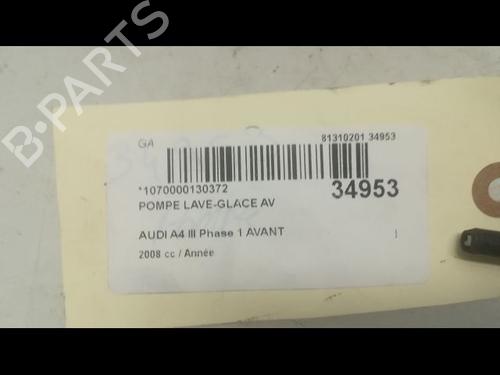 B-PARTS
GA
81310201 34953
*1070000130372
34953
POMPE LAVE-GLACE AV
AUDI A4 III Phase 1 AVANT
2008 cc / Année